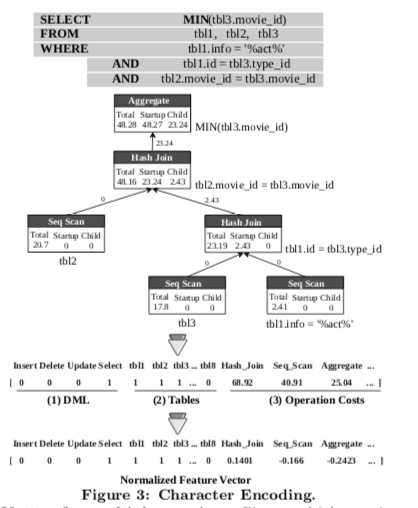 SELECT MIN(tbl3.movie_id)
FROM tbl1, tbl2, tbl3
WHERE tbl1.info = '%act%'
AND tbl1.id = tbl3.type_id
AND tbl2.movie_id = tbl3.movie_id
Aggregate
Total Startup Child
48.28 48.27 23.24
MIN(tbl3.movie_id)
23.24
Hash Join
Total Startup Child
48.16 23.24 2.43
tbl2.movie_id = tbl3.movie_id
0 2.43
Seq Scan
Total Startup Child
20.7 0 0
tbl2
Hash Join
Total Startup Child
23.19 2.43 0
tbl1.id = tbl3.type_id
0 0
Seq Scan
Total Startup Child
17.8 0 0
tbl3
Seq Scan
Total Startup Child
2.41 0 0
tbl1.info = '%act%'
Insert Delete Update Select tbl1 tbl2 tbl3 ... tbl8 Hash_Join Seq_Scan Aggregate ...
[ 0 0 0 1 1 1 1 ... 0 68.92 40.91 25.04 ... ]
(1) DML (2) Tables (3) Operation Costs
Insert Delete Update Select tbl1 tbl2 tbl3 ... tbl8 Hash_Join Seq_Scan Aggregate ...
[ 0 0 0 1 1 1 1 ... 0 0.1401 -0.166 -0.2423 ... ]
Normalized Feature Vector
Figure 3: Character Encoding.